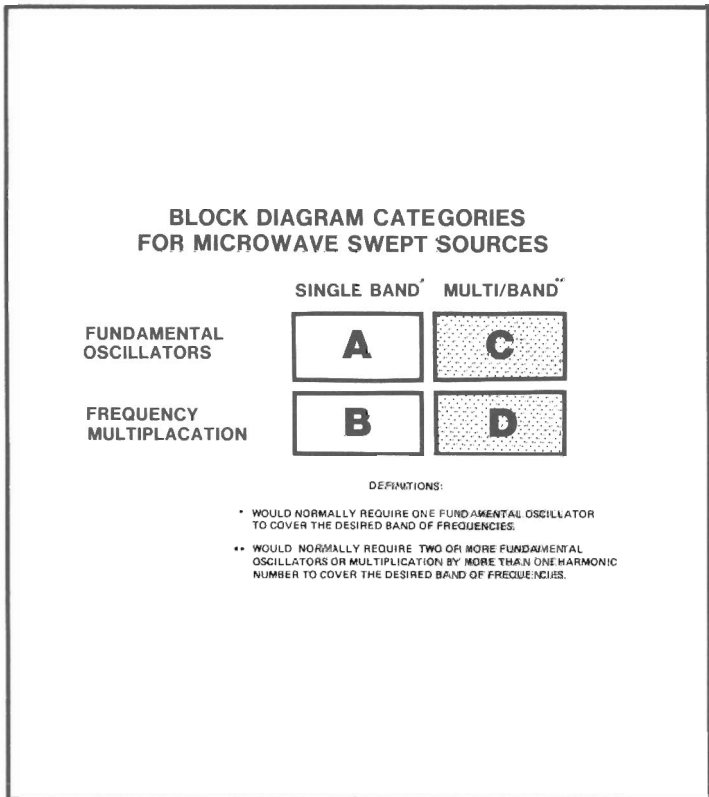 BLOCK DIAGRAM CATEGORIES
FOR MICROWAVE SWEPT SOURCES
SINGLE BAND* MULTI/BAND**
FUNDAMENTAL
OSCILLATORS
A C
FREQUENCY
MULTIPLACATION
B D
DEFINITIONS:
* WOULD NORMALLY REQUIRE ONE FUNDAMENTAL OSCILLATOR
TO COVER THE DESIRED BAND OF FREQUENCIES.
** WOULD NORMALLY REQUIRE TWO OR MORE FUNDAMENTAL
OSCILLATORS OR MULTIPLICATION BY MORE THAN ONE HARMONIC
NUMBER TO COVER THE DESIRED BAND OF FREQUENCIES.